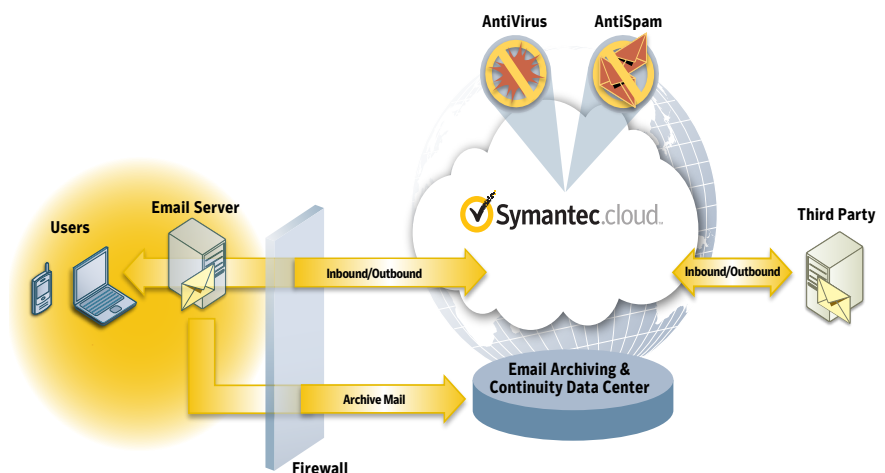 AntiVirus
AntiSpam
Symantec.cloud™
Users
Email Server
Third Party
Inbound/Outbound
Inbound/Outbound
Email Archiving &
Continuity Data Center
Archive Mail
Firewall